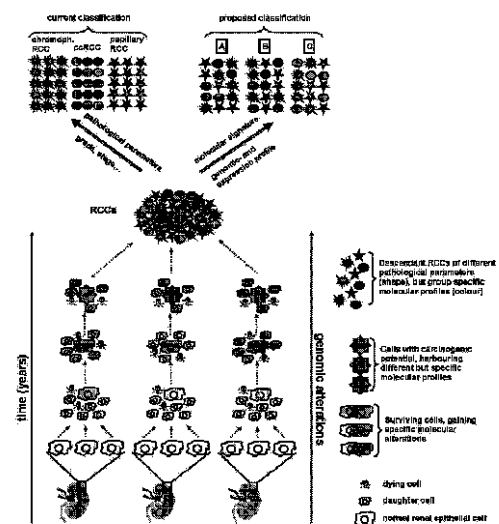 current classification
proposed classification
chromoph. RCC
ccRCC
papillary RCC
A
B
C
pathological parameters
grade, stage...
molecular signature,
genomic- and
expression profile
RCCs
time (years)
genomic alterations
Descendant RCCs of different
pathological parameters
(shape), but group-specific
molecular profiles (colour)
Cells with carcinogenic
potential, harbouring
different but specific
molecular profiles
Surviving cells, gaining
specific molecular
alterations
dying cell
daughter cell
normal renal epithelial cell